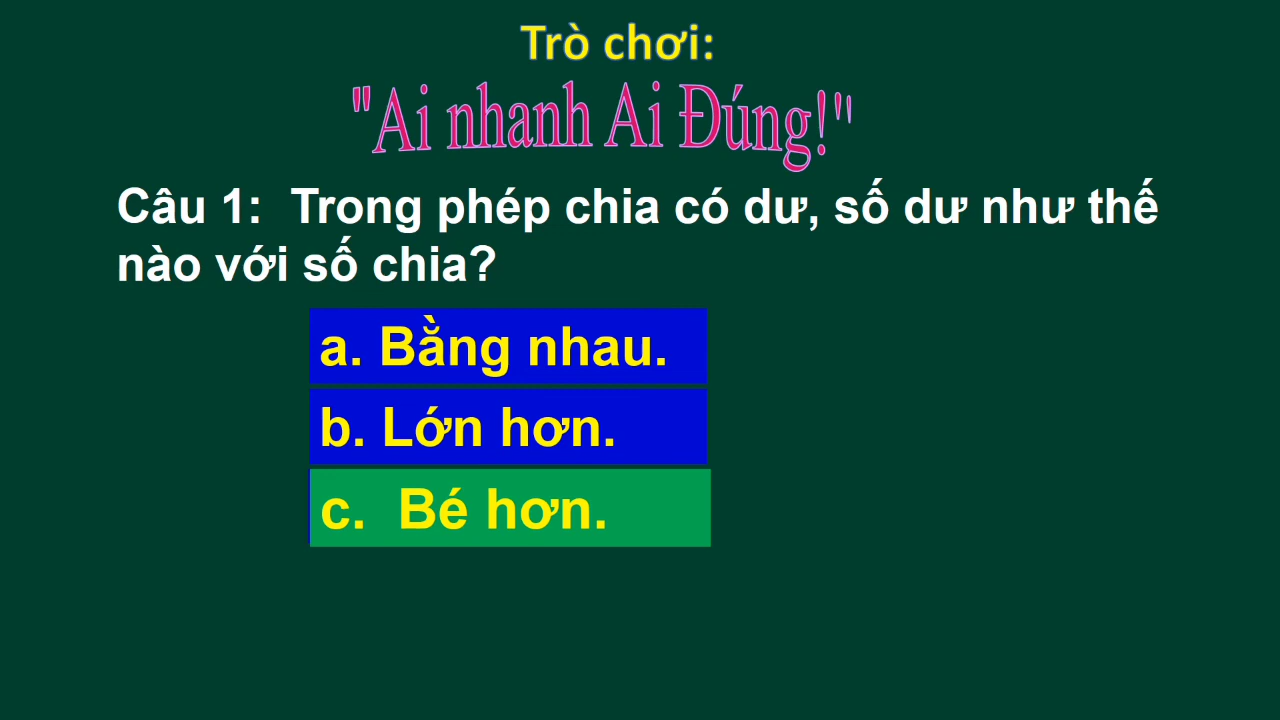 Trò chơi:
"Ai nhanh Ai Đúng!"
Câu 1:  Trong phép chia có dư, số dư như thế
nào với số chia?
a. Bằng nhau.
b. Lớn hơn.
c.  Bé hơn.